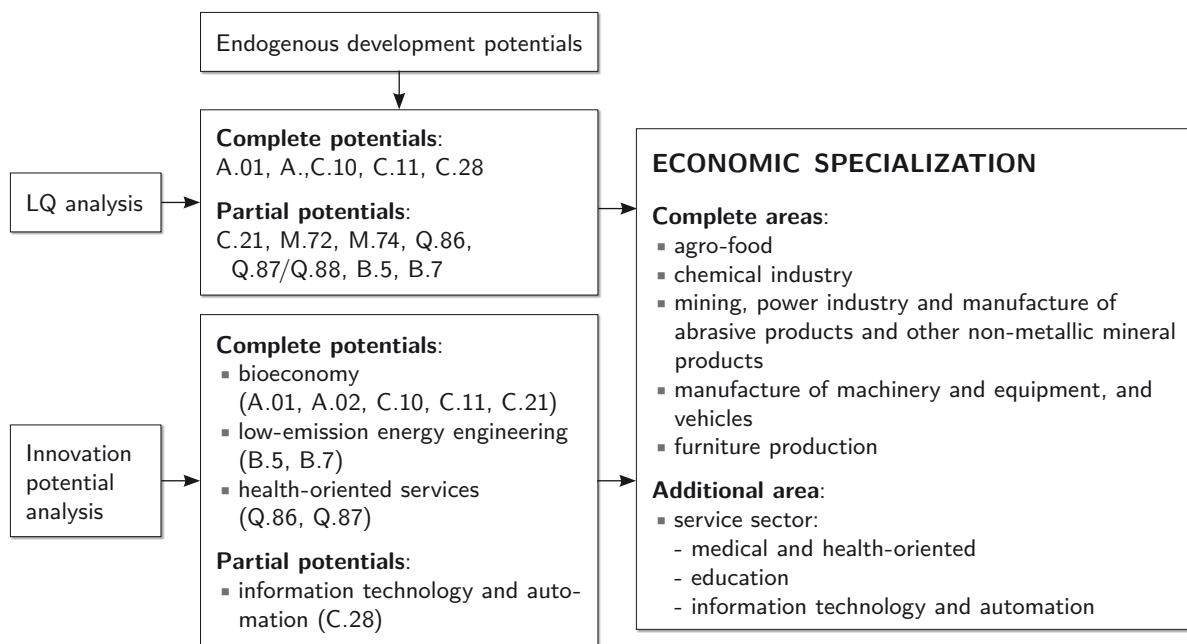 Endogenous development potentials
LQ analysis
Complete potentials:
A.01, A.,C.10, C.11, C.28
Partial potentials:
C.21, M.72, M.74, Q.86,
Q.87/Q.88, B.5, B.7
Innovation
potential
analysis
Complete potentials:
▪ bioeconomy
(A.01, A.02, C.10, C.11, C.21)
▪ low-emission energy engineering
(B.5, B.7)
▪ health-oriented services
(Q.86, Q.87)
Partial potentials:
▪ information technology and auto-
mation (C.28)
ECONOMIC SPECIALIZATION
Complete areas:
▪ agro-food
▪ chemical industry
▪ mining, power industry and manufacture of
abrasive products and other non-metallic mineral
products
▪ manufacture of machinery and equipment, and
vehicles
▪ furniture production
Additional area:
▪ service sector:
- medical and health-oriented
- education
- information technology and automation